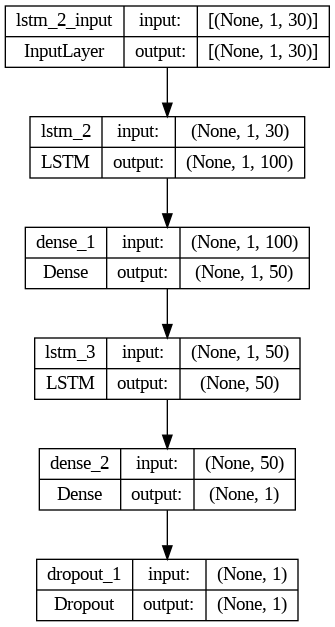 lstm_2_input input: [(None, 1, 30)]
InputLayer output: [(None, 1, 30)]
lstm_2 input: (None, 1, 30)
LSTM output: (None, 1, 100)
dense_1 input: (None, 1, 100)
Dense output: (None, 1, 50)
lstm_3 input: (None, 1, 50)
LSTM output: (None, 50)
dense_2 input: (None, 50)
Dense output: (None, 1)
dropout_1 input: (None, 1)
Dropout output: (None, 1)